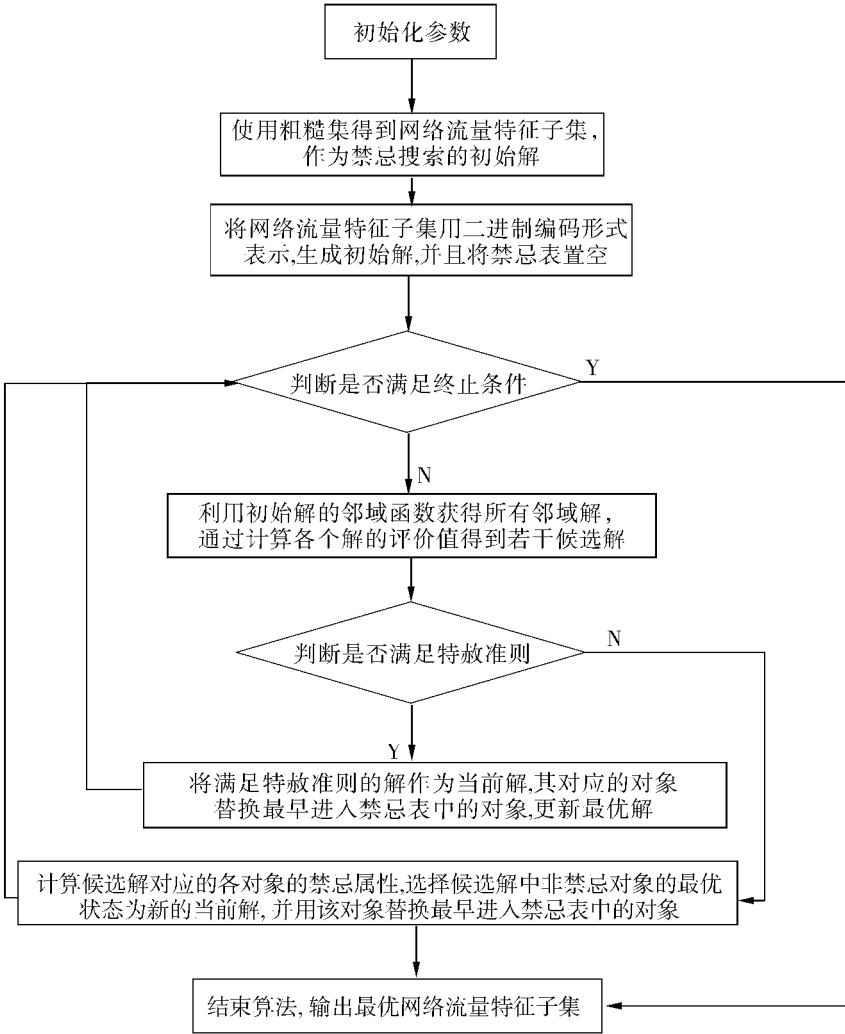 初始化参数
使用粗糙集得到网络流量特征子集,
作为禁忌搜索的初始解
将网络流量特征子集用二进制编码形式
表示,生成初始解,并且将禁忌表置空
判断是否满足终止条件
Y
N
利用初始解的邻域函数获得所有邻域解,
通过计算各个解的评价值得到若干候选解
判断是否满足特赦准则
N
Y
将满足特赦准则的解作为当前解,其对应的对象
替换最早进入禁忌表中的对象,更新最优解
计算候选解对应的各对象的禁忌属性,选择候选解中非禁忌对象的最优
状态为新的当前解, 并用该对象替换最早进入禁忌表中的对象
结束算法, 输出最优网络流量特征子集